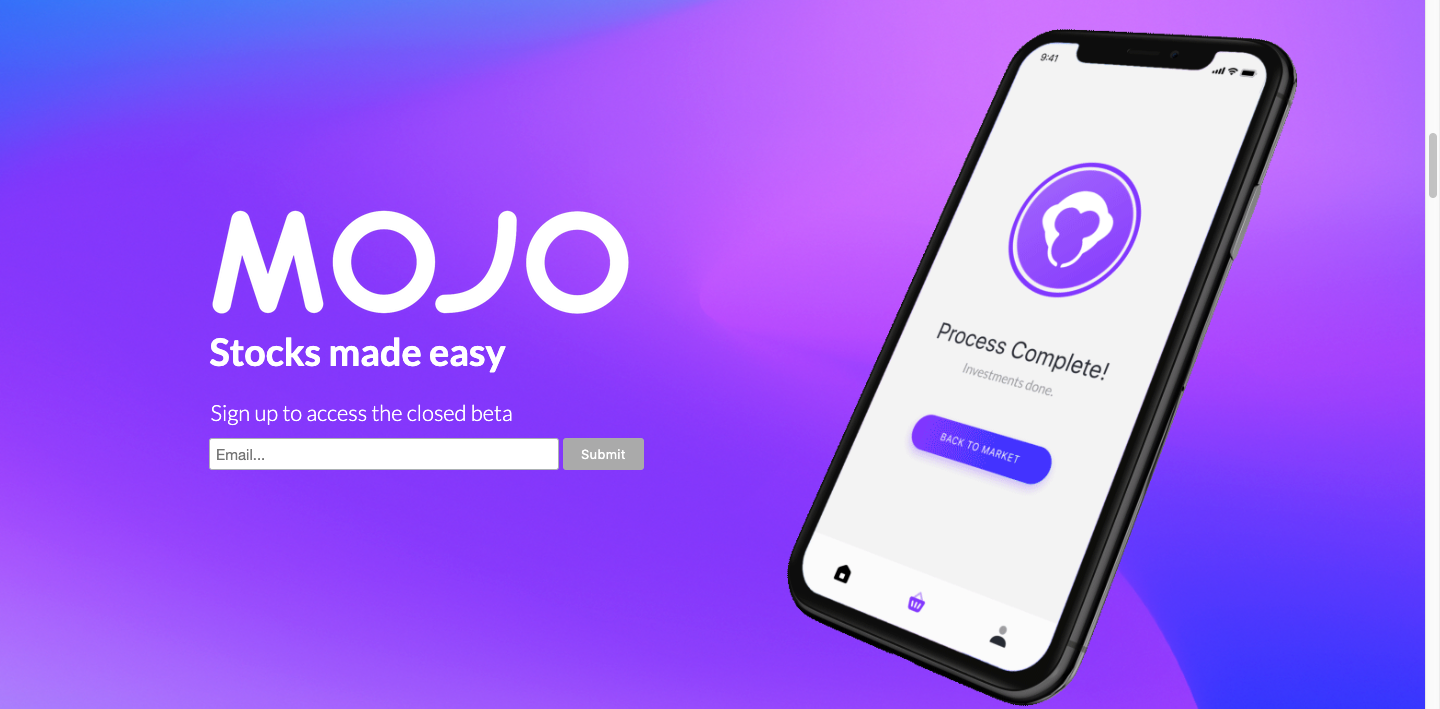 MOJO
Stocks made easy
Sign up to access the closed beta
Email...
Submit
9:41
Process Complete!
Investments done.
BACK TO MARKET